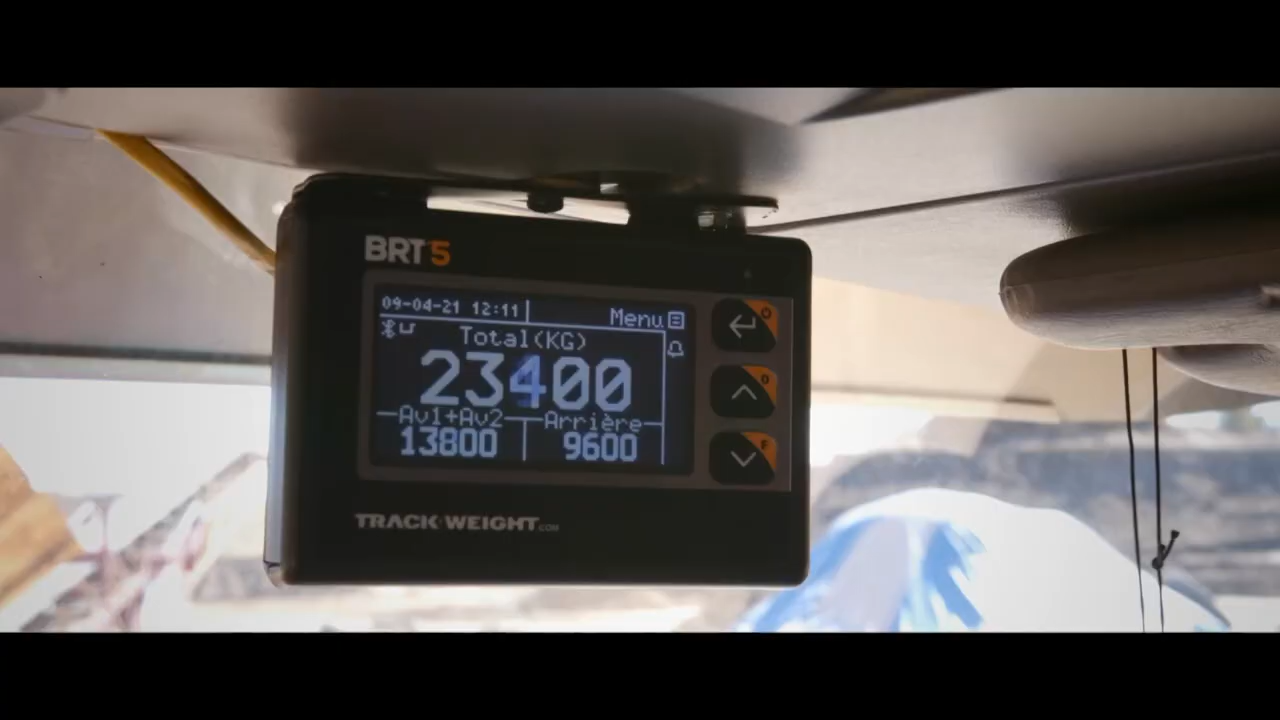 BRT5
09-04-21 12:11
Menu
Total(KG)
23400
Av1+Av2
Arrière
13800
9600
O
O
F
TRACK WEIGHT.COM